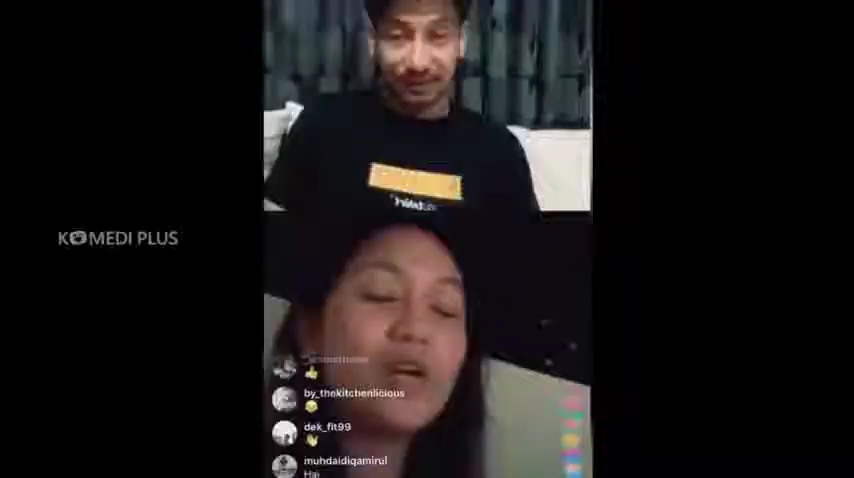 KOMEDI PLUS
by_thekitchenlicious
dek_fit99
muhdaidiqamirul
Hai